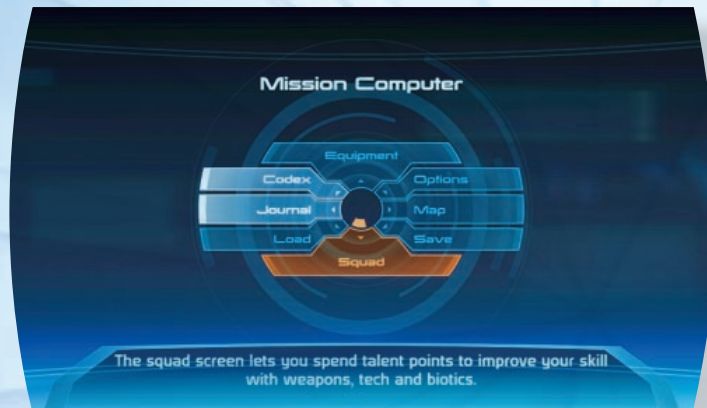 Mission Computer
Equipment
Codex
Options
Journal
Map
Load
Save
Squad
The squad screen lets you spend talent points to improve your skill
with weapons, tech and biotics.